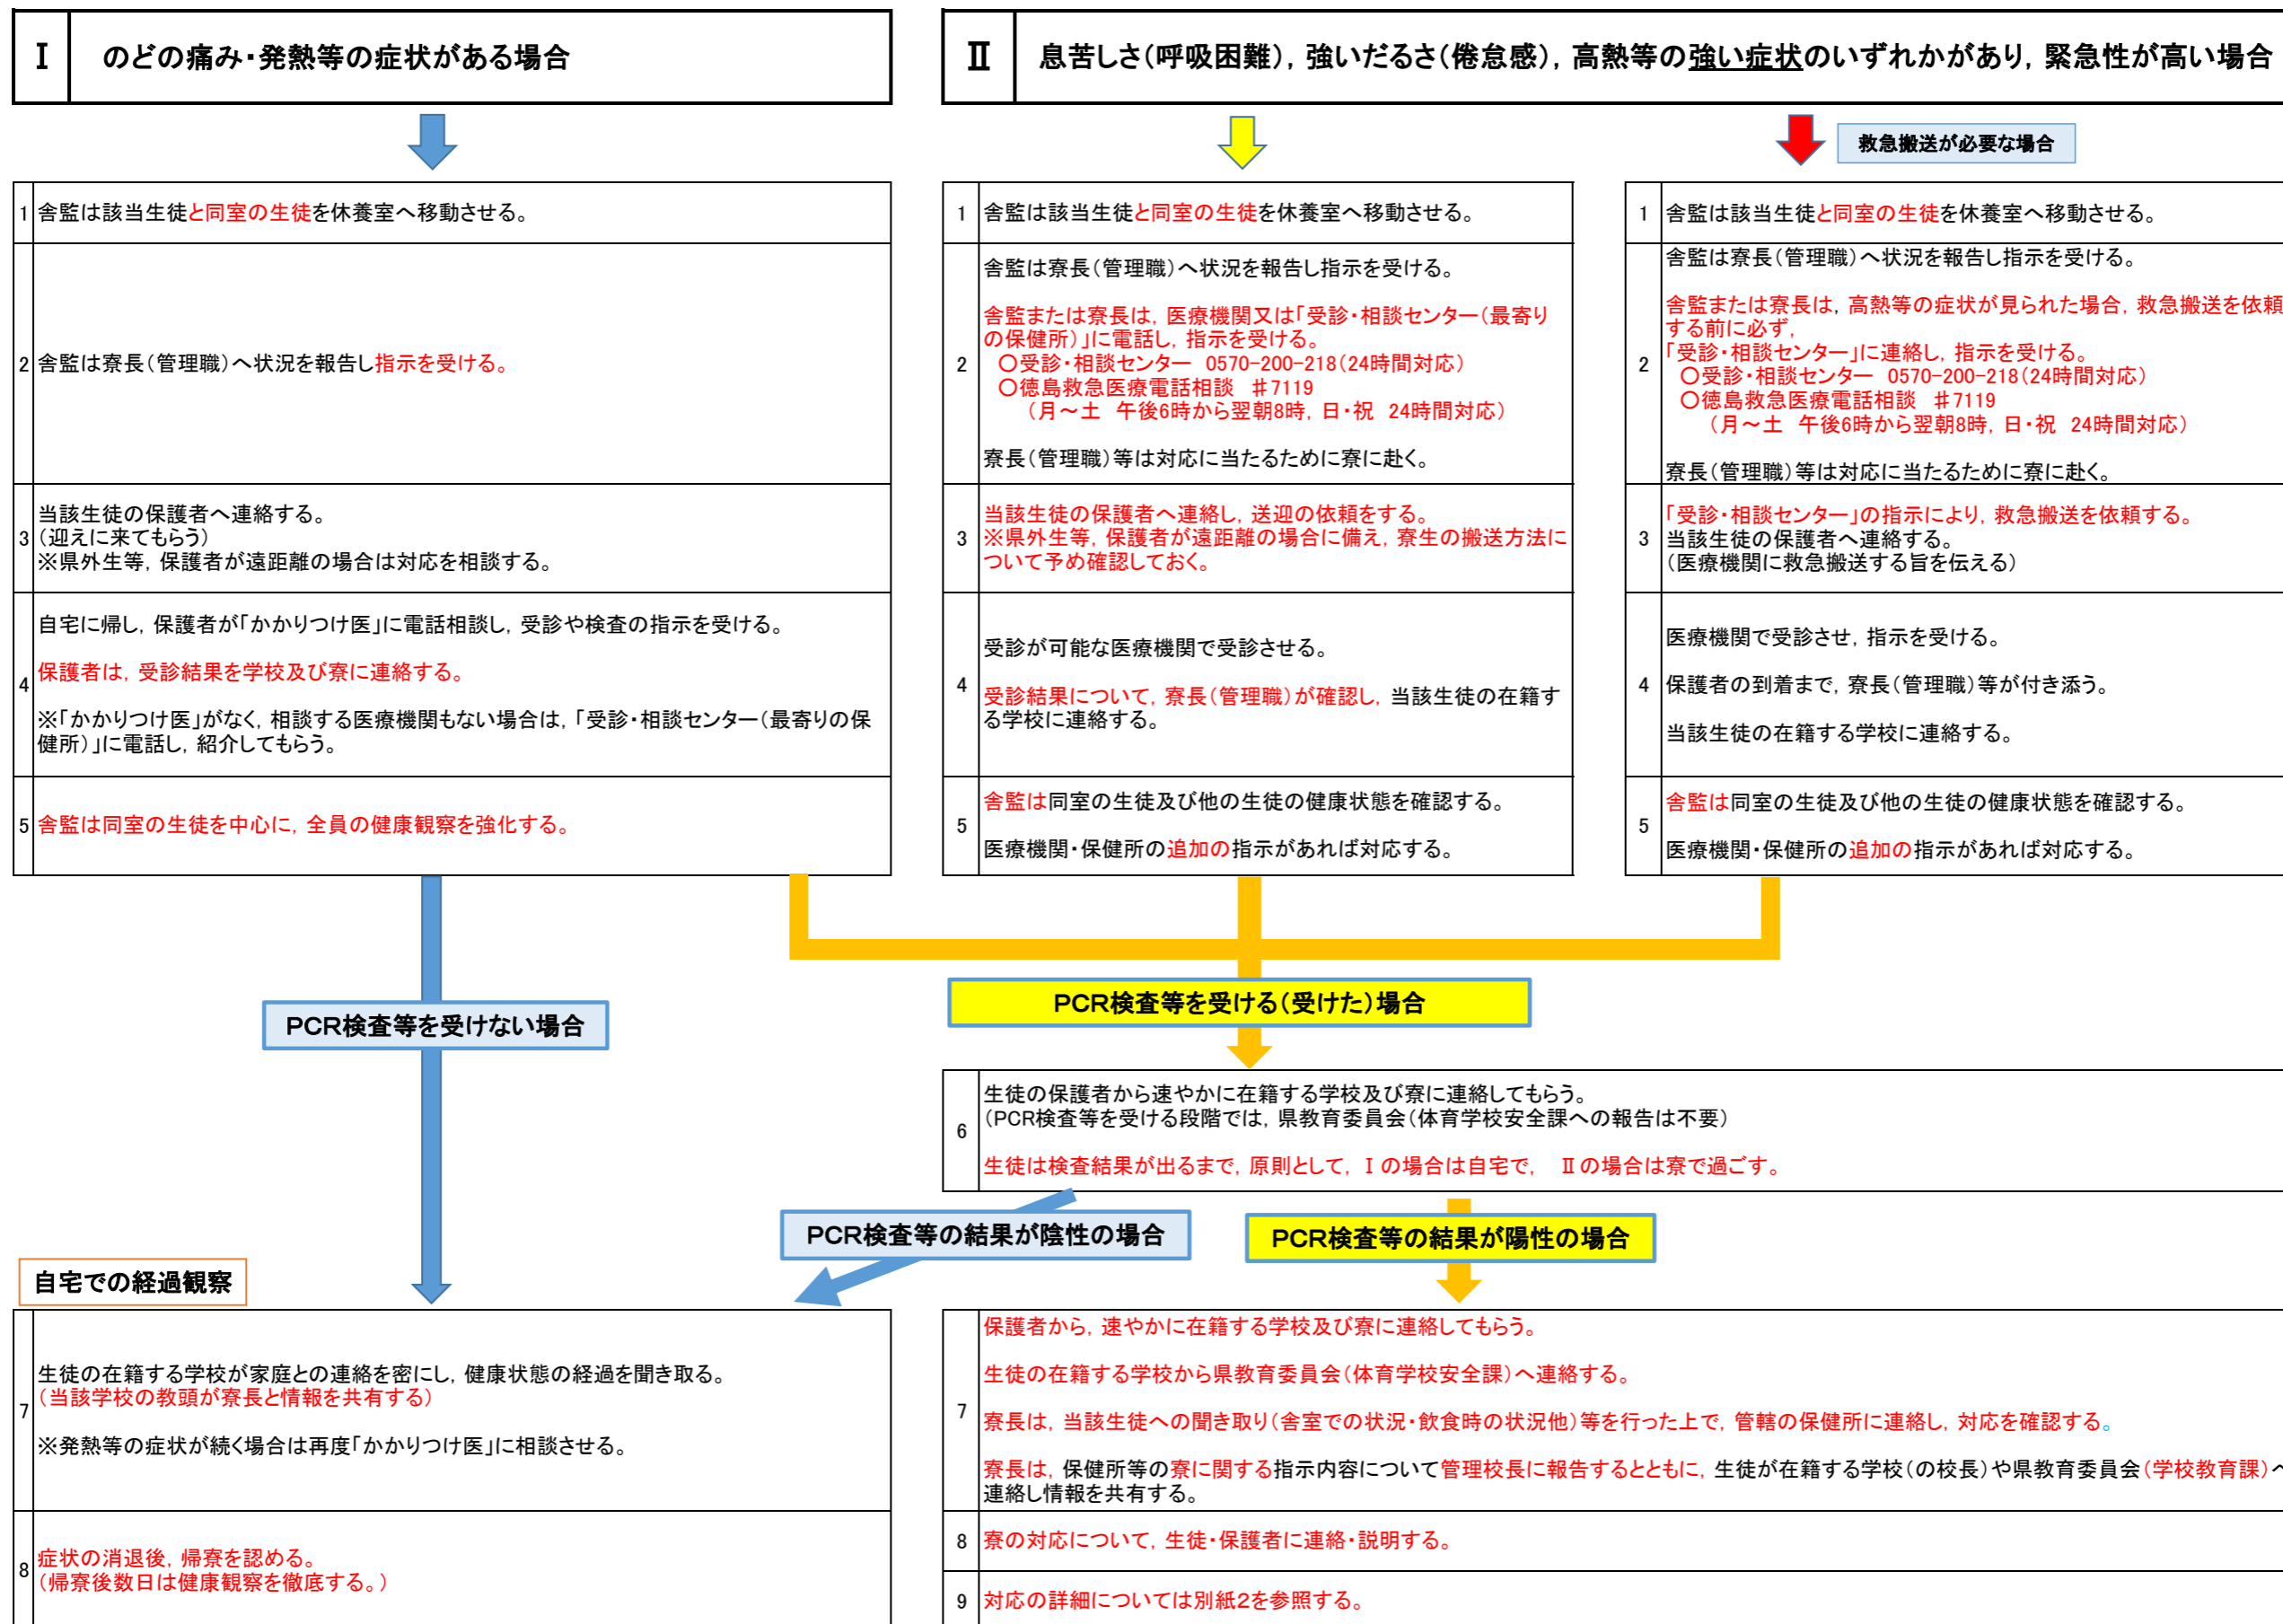 Ⅰ
のどの痛み・発熱等の症状がある場合
Ⅱ
息苦しさ(呼吸困難)，強いだるさ(倦怠感)，高熱等の強い症状のいずれかがあり，緊急性が高い場合
救急搬送が必要な場合
1 舎監は該当生徒と同室の生徒を休養室へ移動させる。
2 舎監は寮長(管理職)へ状況を報告し指示を受ける。
当該生徒の保護者へ連絡する。
3 (迎えに来てもらう)
※県外生等，保護者が遠距離の場合は対応を相談する。
自宅に帰し，保護者が「かかりつけ医」に電話相談し，受診や検査の指示を受ける。
4 保護者は，受診結果を学校及び寮に連絡する。
※「かかりつけ医」がなく，相談する医療機関もない場合は，「受診・相談センター(最寄りの保
健所)」に電話し，紹介してもらう。
5 舎監は同室の生徒を中心に，全員の健康観察を強化する。
1 舎監は該当生徒と同室の生徒を休養室へ移動させる。
舎監は寮長(管理職)へ状況を報告し指示を受ける。
舎監または寮長は，医療機関又は「受診・相談センター(最寄り
の保健所)」に電話し，指示を受ける。
2 ○受診・相談センター 0570-200-218(24時間対応)
○徳島救急医療電話相談 ♯7119
(月～土 午後6時から翌朝8時，日・祝 24時間対応)
寮長(管理職)等は対応に当たるために寮に赴く。
当該生徒の保護者へ連絡し，送迎の依頼をする。
3 ※県外生等，保護者が遠距離の場合に備え，寮生の搬送方法に
ついて予め確認しておく。
受診が可能な医療機関で受診させる。
4 受診結果について，寮長(管理職)が確認し，当該生徒の在籍す
る学校に連絡する。
舎監は同室の生徒及び他の生徒の健康状態を確認する。
5
医療機関・保健所の追加の指示があれば対応する。
1 舎監は該当生徒と同室の生徒を休養室へ移動させる。
舎監は寮長(管理職)へ状況を報告し指示を受ける。
舎監または寮長は，高熱等の症状が見られた場合，救急搬送を依頼
する前に必ず，
「受診・相談センター」に連絡し，指示を受ける。
2 ○受診・相談センター 0570-200-218(24時間対応)
○徳島救急医療電話相談 ♯7119
(月～土 午後6時から翌朝8時，日・祝 24時間対応)
寮長(管理職)等は対応に当たるために寮に赴く。
「受診・相談センター」の指示により，救急搬送を依頼する。
3 当該生徒の保護者へ連絡する。
(医療機関に救急搬送する旨を伝える)
医療機関で受診させ，指示を受ける。
4 保護者の到着まで，寮長(管理職)等が付き添う。
当該生徒の在籍する学校に連絡する。
舎監は同室の生徒及び他の生徒の健康状態を確認する。
5
医療機関・保健所の追加の指示があれば対応する。
PCR検査等を受けない場合
PCR検査等を受ける(受けた)場合
生徒の保護者から速やかに在籍する学校及び寮に連絡してもらう。
6 (PCR検査等を受ける段階では，県教育委員会(体育学校安全課への報告は不要)
生徒は検査結果が出るまで，原則として，Ⅰの場合は自宅で， Ⅱの場合は寮で過ごす。
PCR検査等の結果が陰性の場合
PCR検査等の結果が陽性の場合
自宅での経過観察
生徒の在籍する学校が家庭との連絡を密にし，健康状態の経過を聞き取る。
7 (当該学校の教頭が寮長と情報を共有する)
※発熱等の症状が続く場合は再度「かかりつけ医」に相談させる。
8 症状の消退後，帰寮を認める。
(帰寮後数日は健康観察を徹底する。)
保護者から，速やかに在籍する学校及び寮に連絡してもらう。
生徒の在籍する学校から県教育委員会(体育学校安全課)へ連絡する。
7 寮長は，当該生徒への聞き取り(舎室での状況・飲食時の状況他)等を行った上で，管轄の保健所に連絡し，対応を確認する。
寮長は，保健所等の寮に関する指示内容について管理校長に報告するとともに，生徒が在籍する学校(の校長)や県教育委員会(学校教育課)へ
連絡し情報を共有する。
8 寮の対応について，生徒・保護者に連絡・説明する。
9 対応の詳細については別紙2を参照する。